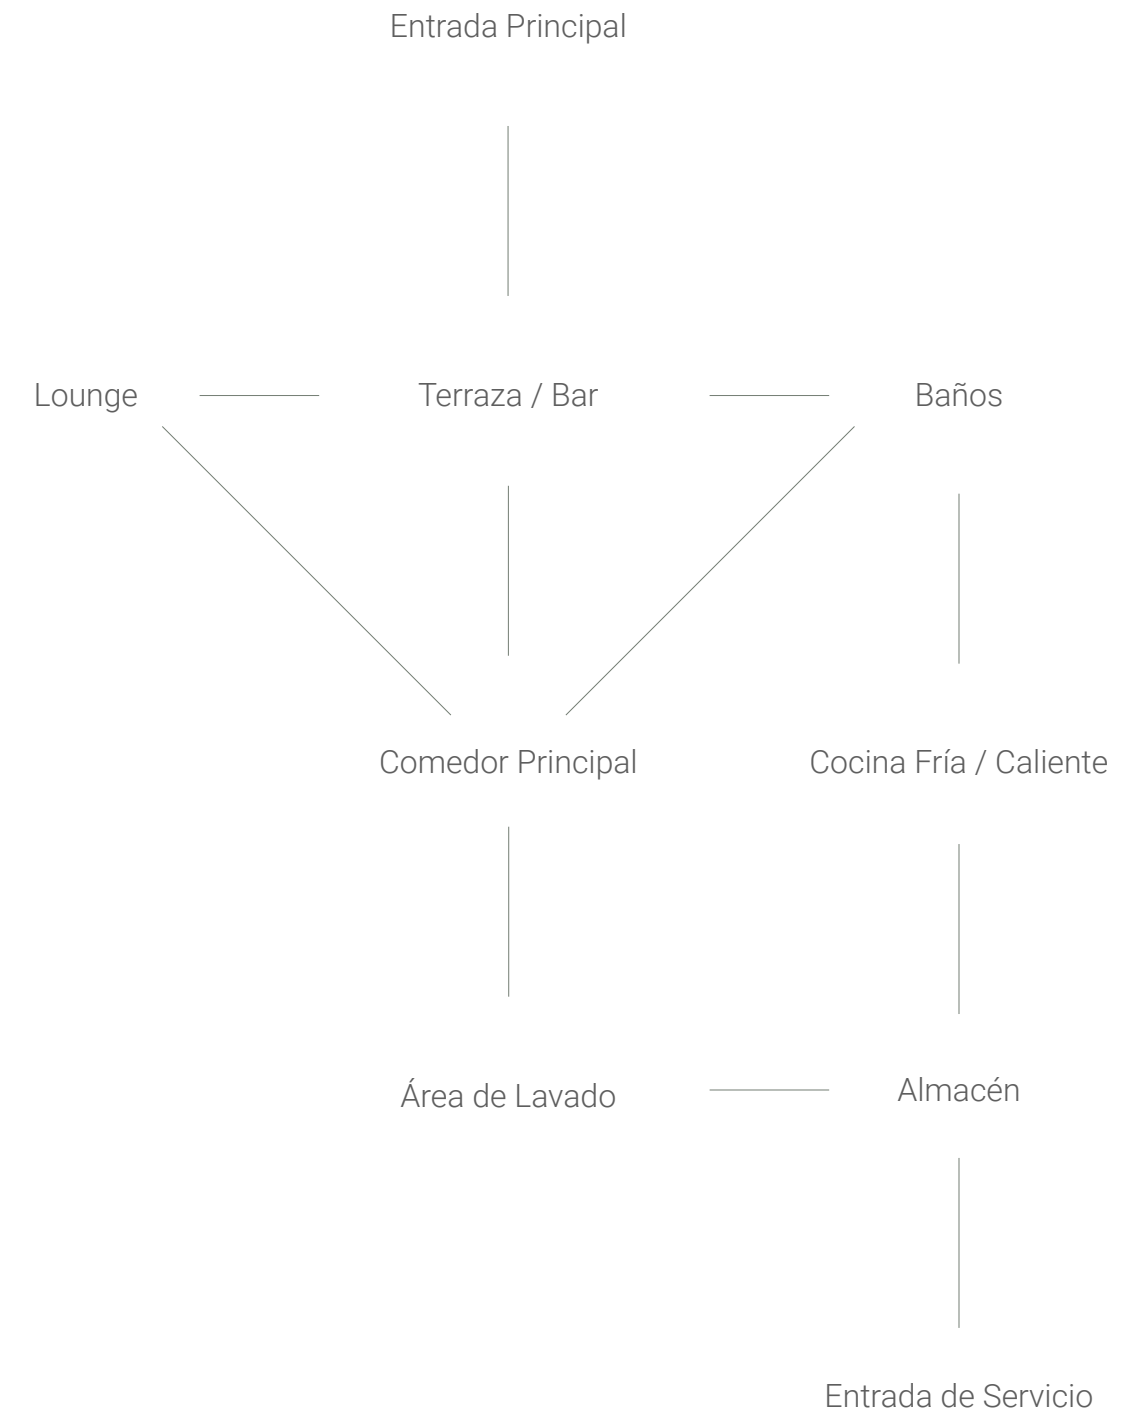 Entrada Principal
Lounge
Terraza / Bar
Baños
Comedor Principal
Cocina Fría / Caliente
Área de Lavado
Almacén
Entrada de Servicio